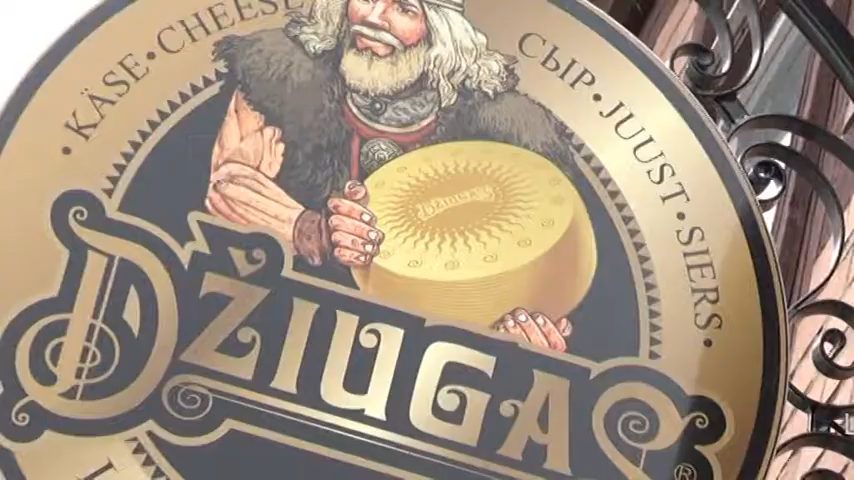 KÄSE • CHEESE
СЫР • JUUST • SIERS •
DŽIUGAS
DŽIUGAS ®